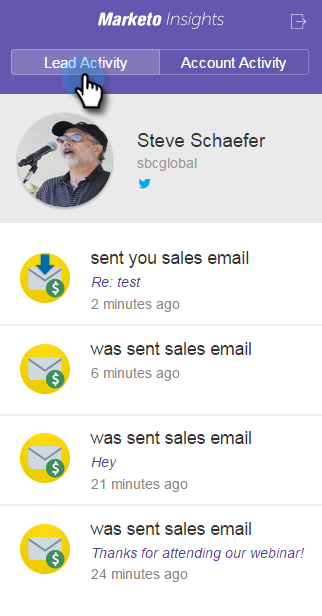 Marketo Insights
Lead Activity
Account Activity
Steve Schaefer
sbcglobal
sent you sales email
$
Re: test
2 minutes ago
was sent sales email
$
6 minutes ago
was sent sales email
$
Hey
21 minutes ago
was sent sales email
$
Thanks for attending our webinar!
24 minutes ago